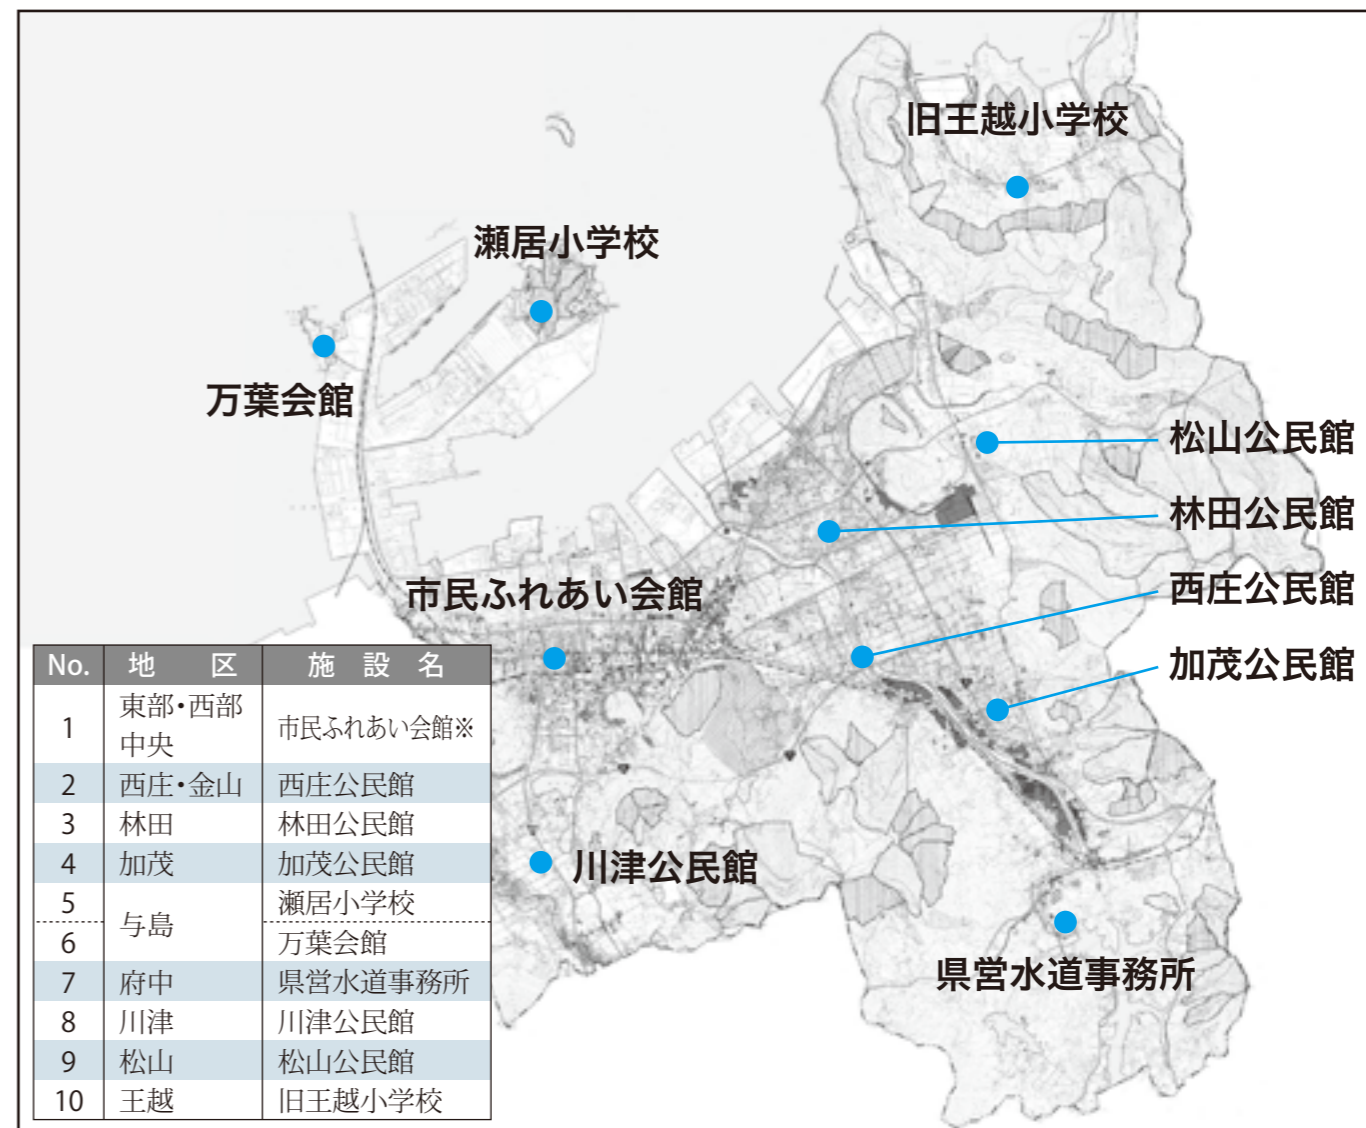 旧王越小学校
瀬居小学校
万葉会館
松山公民館
林田公民館
西庄公民館
加茂公民館
市民ふれあい会館
川津公民館
県営水道事務所
No. 地区 施設名
1 東部・西部 中央 市民ふれあい会館※
2 西庄・金山 西庄公民館
3 林田 林田公民館
4 加茂 加茂公民館
5 与島 瀬居小学校
6 万葉会館
7 府中 県営水道事務所
8 川津 川津公民館
9 松山 松山公民館
10 王越 旧王越小学校